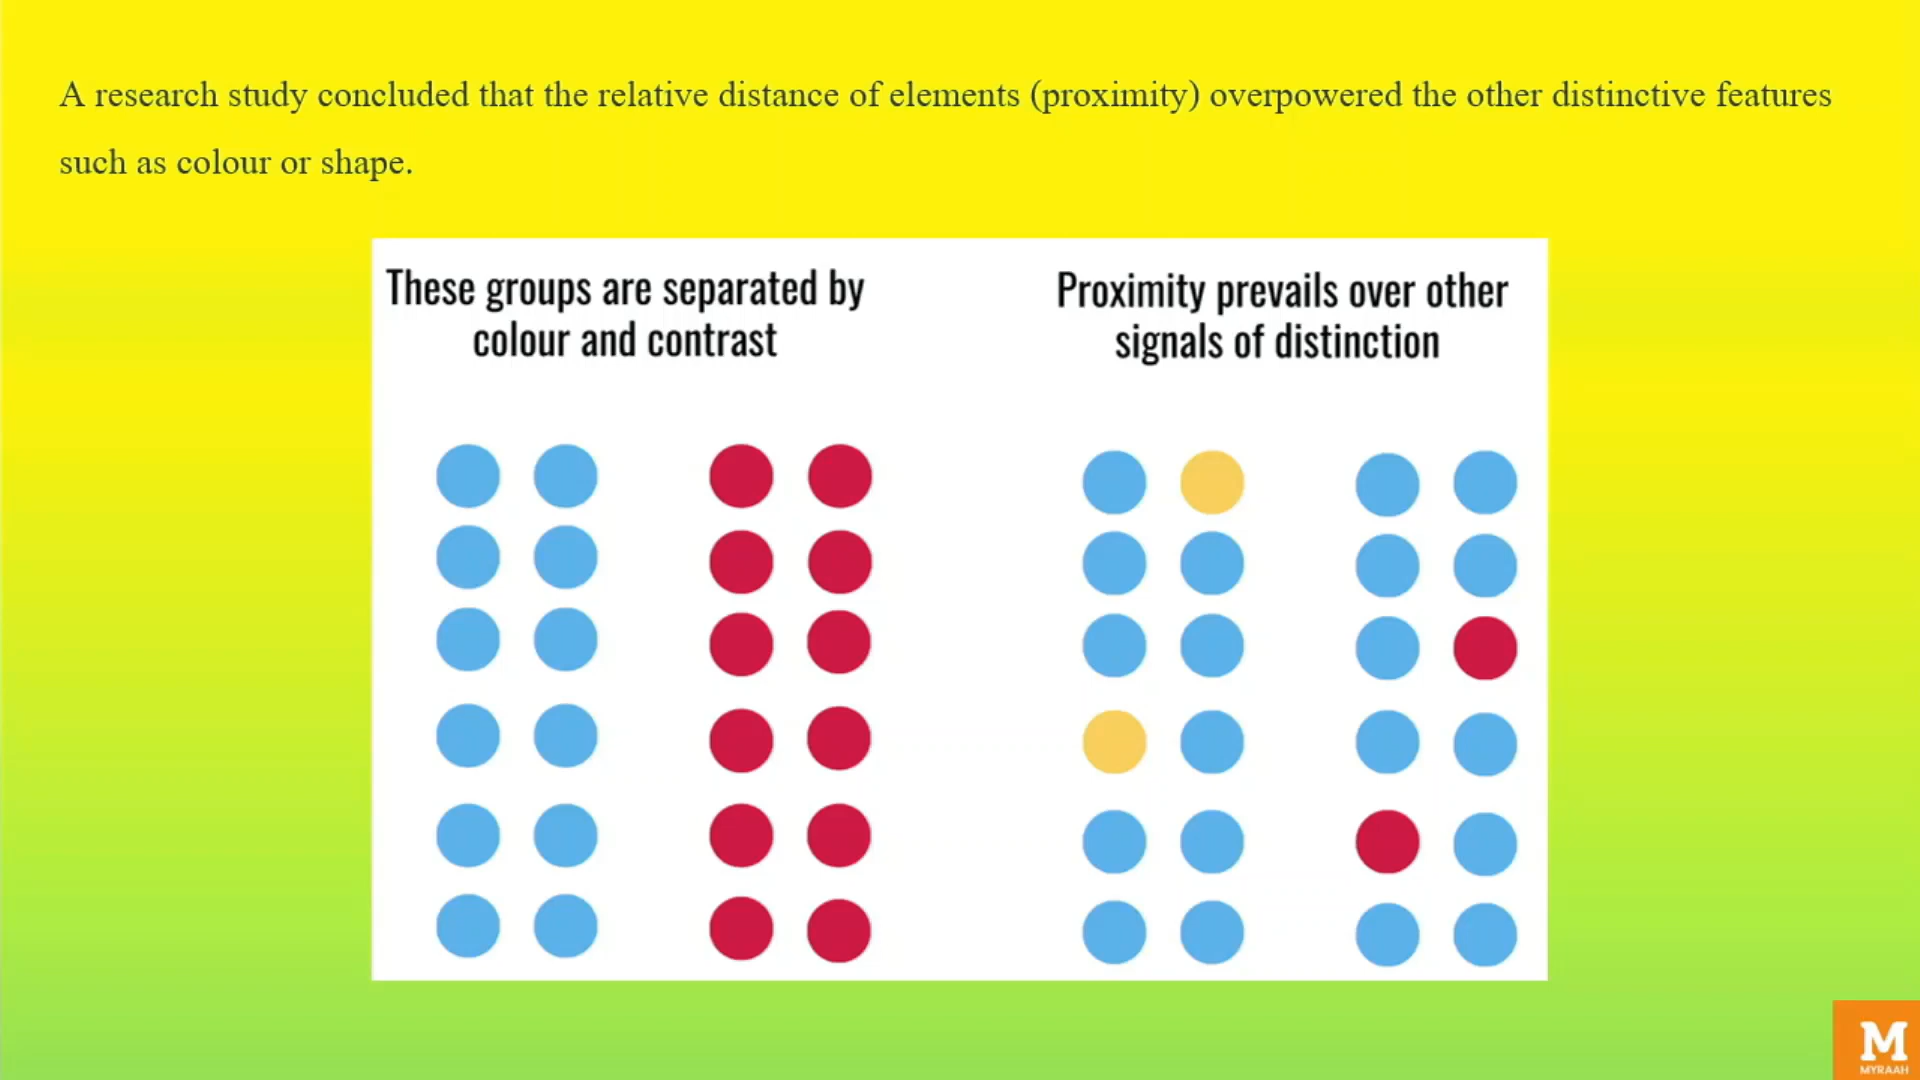 A research study concluded that the relative distance of elements (proximity) overpowered the other distinctive features
such as colour or shape.
These groups are separated by
colour and contrast
Proximity prevails over other
signals of distinction
M
MYRAAH